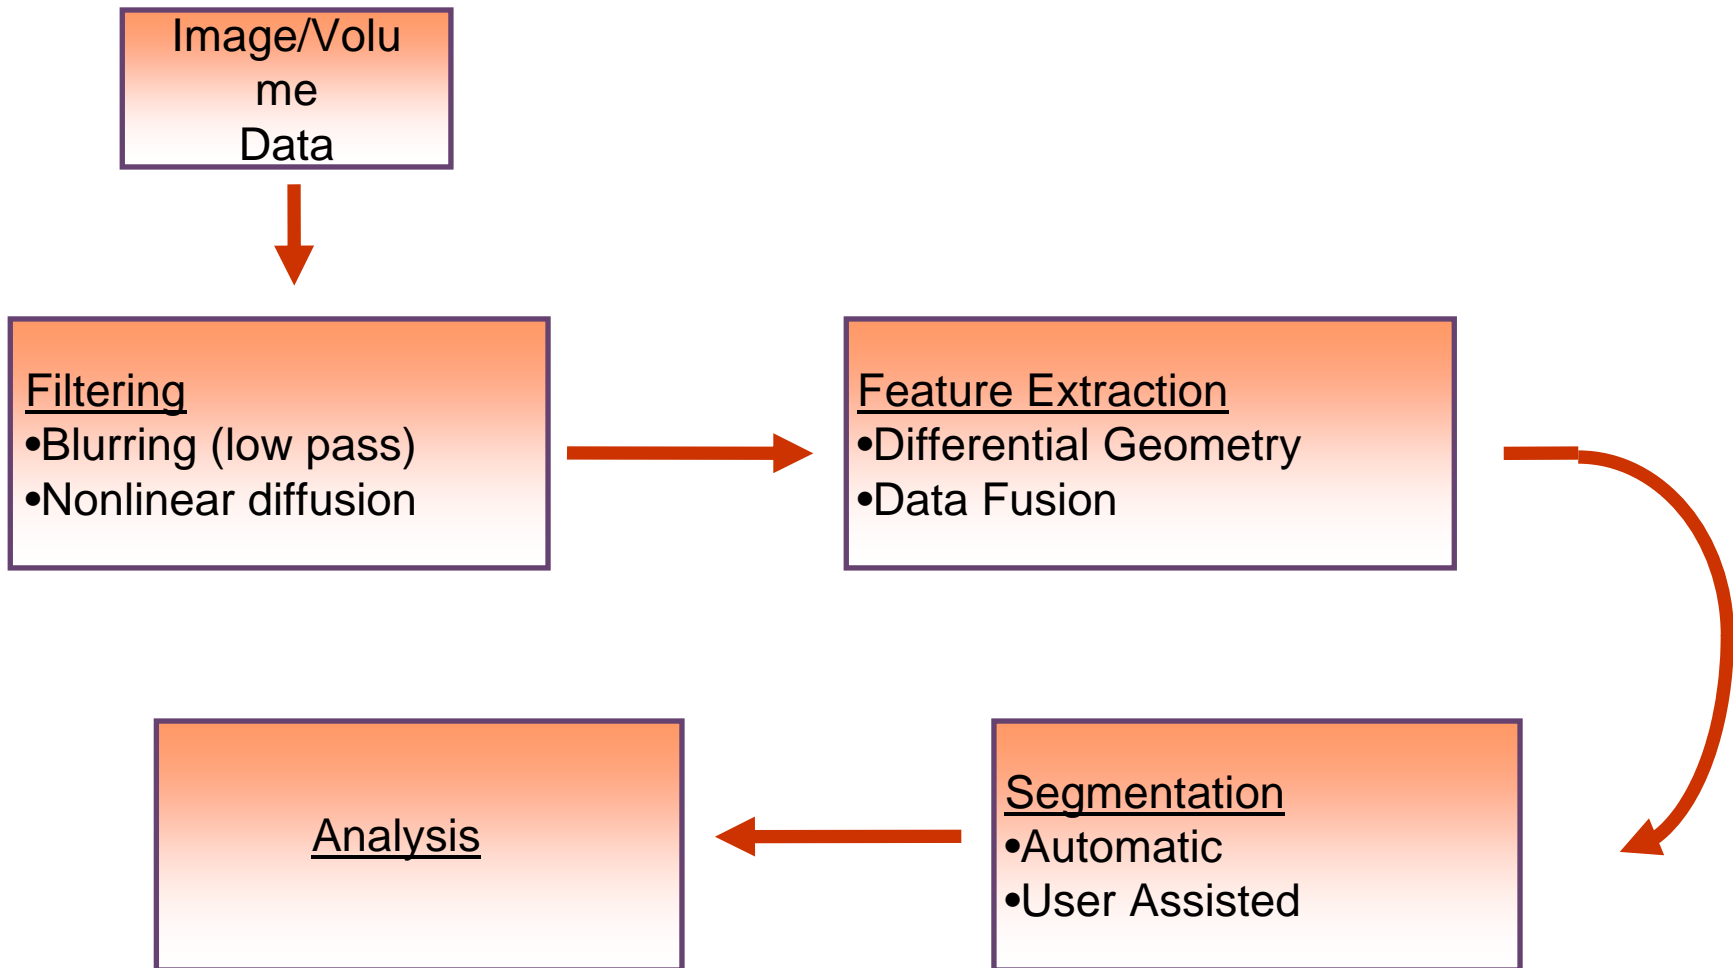 Image/Volu
me
Data
Filtering
•Blurring (low pass)
•Nonlinear diffusion
Feature Extraction
•Differential Geometry
•Data Fusion
Segmentation
•Automatic
•User Assisted
Analysis